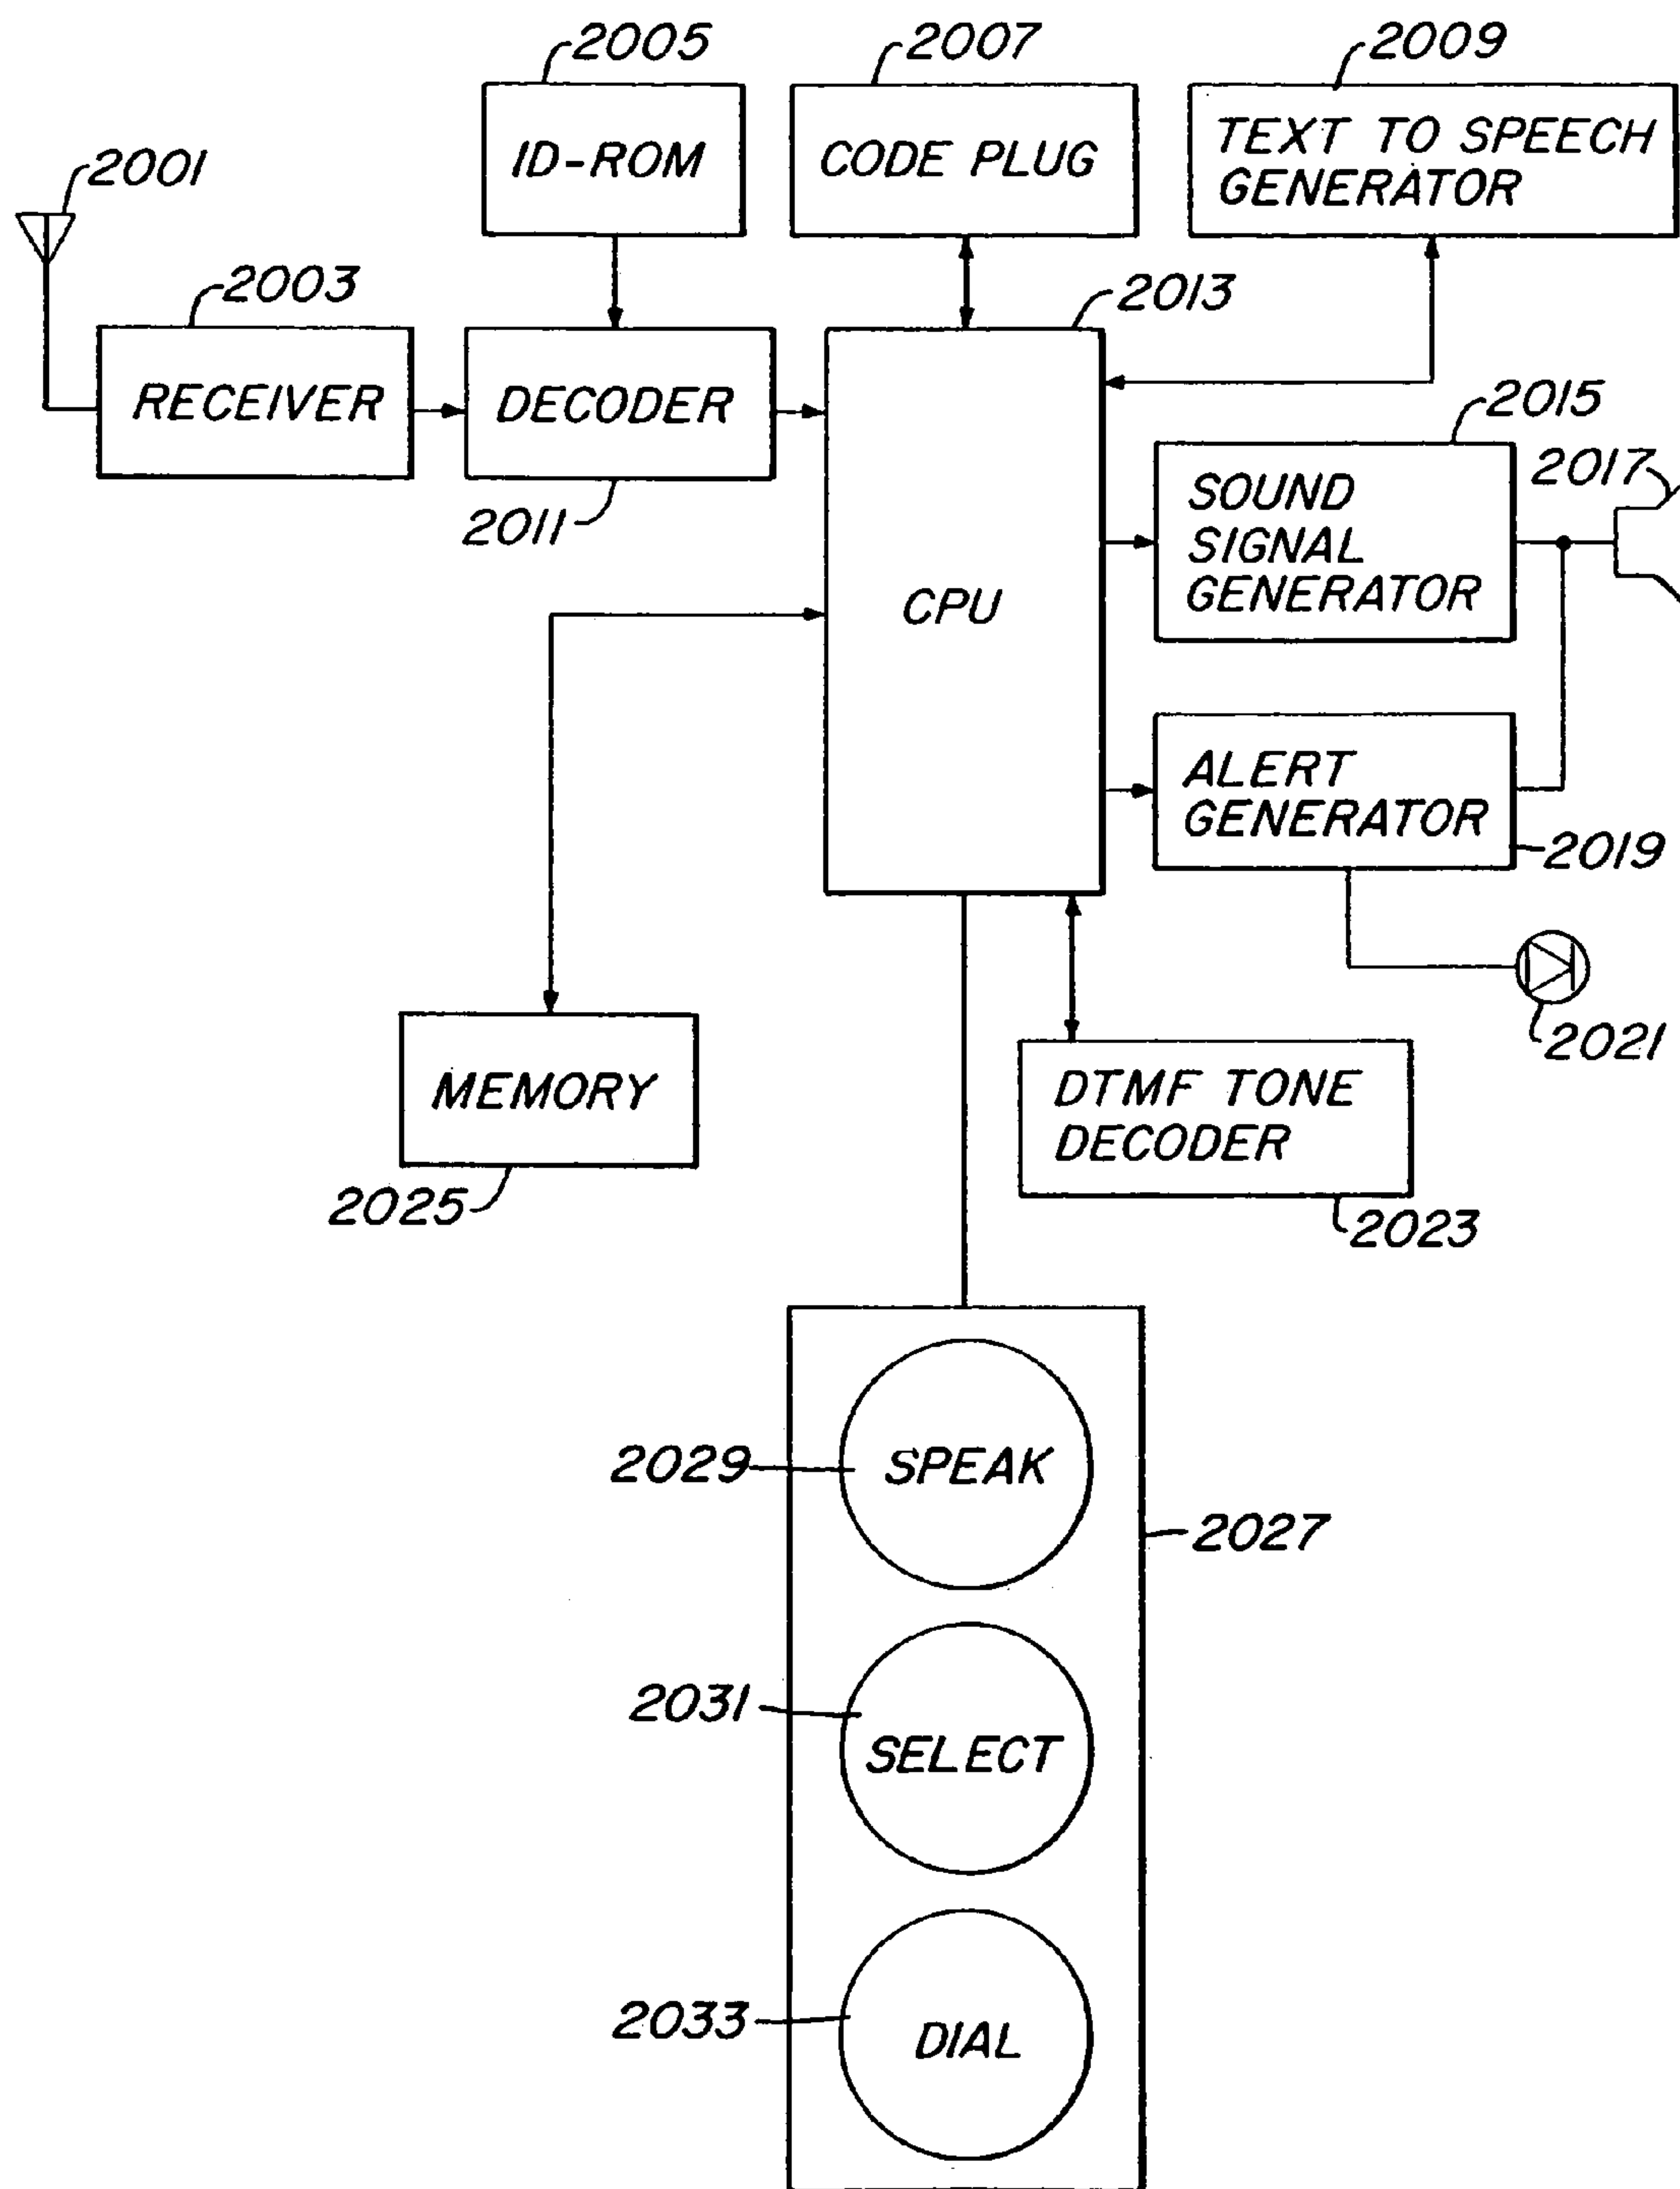 2005
2007
2009
2001
ID-ROM
CODE PLUG
TEXT TO SPEECH
GENERATOR
2003
2013
RECEIVER
DECODER
2011
2015
2017
SOUND
SIGNAL
GENERATOR
CPU
ALERT
GENERATOR
2019
2021
MEMORY
2025
DTMF TONE
DECODER
2023
2029
SPEAK
2027
2031
SELECT
2033
DIAL